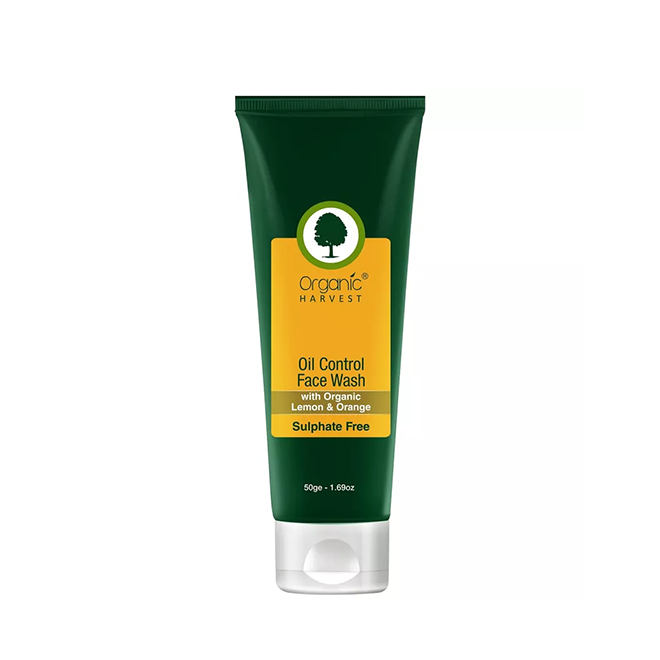 Organic®
HARVEST
Oil Control
Face Wash
with Organic
Lemon & Orange
Sulphate Free
50ge - 1.69oz